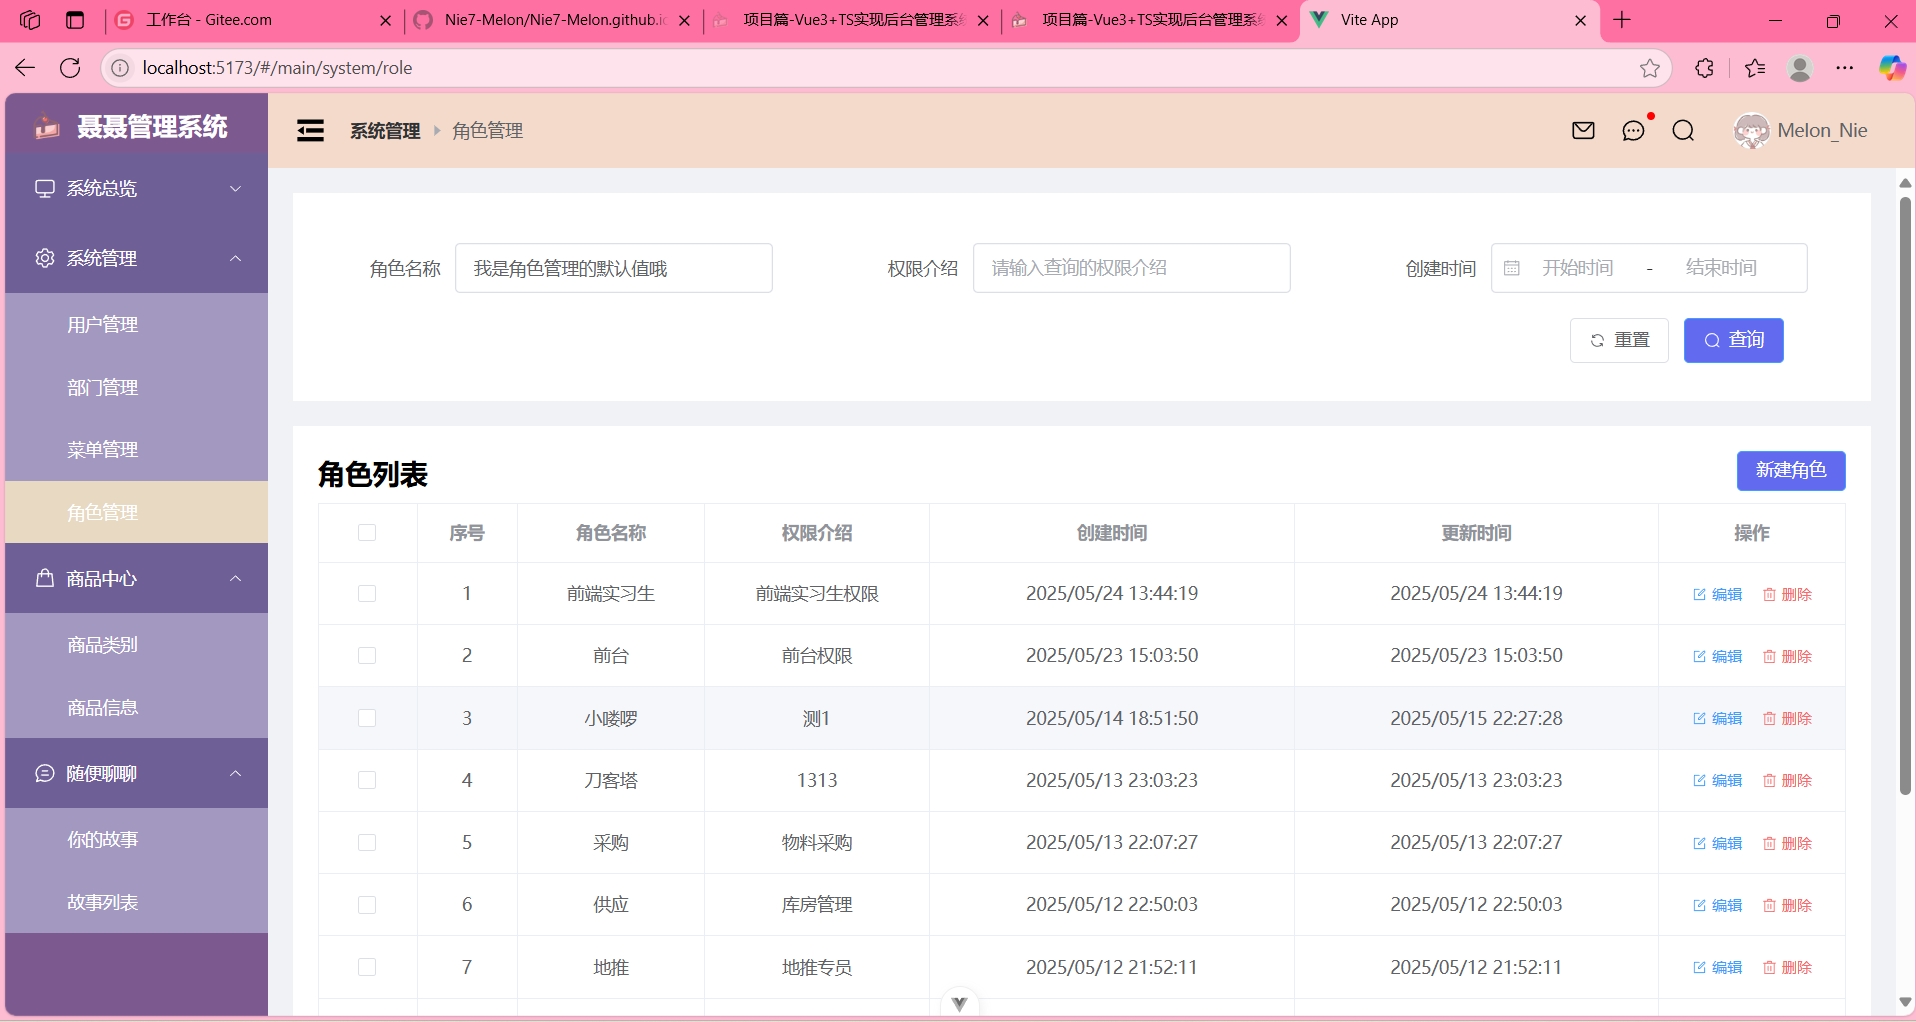 工作台 - Gitee.com
Nie7-Melon/Nie7-Melon.github.io
项目篇-Vue3+TS实现后台管理系统
项目篇-Vue3+TS实现后台管理系统
Vite App
localhost:5173/#/main/system/role
聂聂管理系统
系统管理 角色管理
Melon_Nie
系统总览
系统管理
用户管理
部门管理
菜单管理
角色管理
商品中心
商品类别
商品信息
随便聊聊
你的故事
故事列表
角色名称 我是角色管理的默认值哦 权限介绍 请输入查询的权限介绍 创建时间 开始时间 - 结束时间
重置 查询
角色列表 新建角色
序号 角色名称 权限介绍 创建时间 更新时间 操作
1 前端实习生 前端实习生权限 2025/05/24 13:44:19 2025/05/24 13:44:19 编辑 删除
2 前台 前台权限 2025/05/23 15:03:50 2025/05/23 15:03:50 编辑 删除
3 小喽啰 测1 2025/05/14 18:51:50 2025/05/15 22:27:28 编辑 删除
4 刀客塔 1313 2025/05/13 23:03:23 2025/05/13 23:03:23 编辑 删除
5 采购 物料采购 2025/05/13 22:07:27 2025/05/13 22:07:27 编辑 删除
6 供应 库房管理 2025/05/12 22:50:03 2025/05/12 22:50:03 编辑 删除
7 地推 地推专员 2025/05/12 21:52:11 2025/05/12 21:52:11 编辑 删除